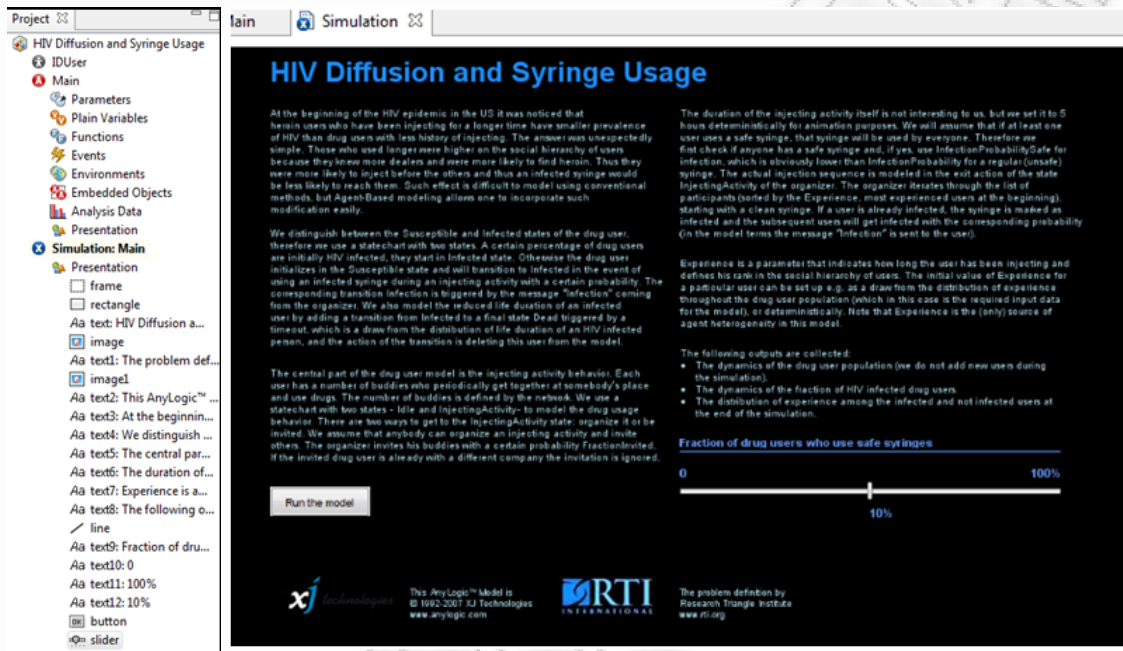 Project
HIV Diffusion and Syringe Usage
IDUser
Main
Parameters
Plain Variables
Functions
Events
Environments
Embedded Objects
Analysis Data
Presentation
Simulation: Main
Presentation
frame
rectangle
Aa text: HIV Diffusion a...
image
Aa text1: The problem def...
image1
Aa text2: This AnyLogic™ ...
Aa text3: At the beginnin...
Aa text4: We distinguish ...
Aa text5: The central par...
Aa text6: The duration of...
Aa text7: Experience is a...
Aa text8: The following o...
line
Aa text9: Fraction of dru...
Aa text10: 0
Aa text11: 100%
Aa text12: 10%
OK button
slider
Main
Simulation
HIV Diffusion and Syringe Usage
At the beginning of the HIV epidemic in the US it was noticed that
heroin users who have been injecting for a longer time have smaller prevalence
of HIV than drug users with less history of injecting. The answer was unexpectedly
simple. Those who used longer were higher on the social hierarchy of users
because they knew more dealers and were more likely to find heroin. Thus they
were more likely to inject before the others and thus an infected syringe would
be less likely to reach them. Such effect is difficult to model using conventional
methods, but Agent-Based modeling allows one to incorporate such
modification easily.
We distinguish between the Susceptible and Infected states of the drug user,
therefore we use a statechart with two states. A certain percentage of drug users
are initially HIV infected, they start in Infected state. Otherwise the drug user
initializes in the Susceptible state and will transition to Infected in the event of
using an infected syringe during an injecting activity with a certain probability. The
corresponding transition Infection is triggered by the message "Infection" coming
from the organizer. We also model the reduced life duration of an infected
user by adding a transition from Infected to a final state Dead triggered by a
timeout, which is a draw from the distribution of life duration of an HIV infected
person, and the action of the transition is deleting this user from the model.
The central part of the drug user model is the injecting activity behavior. Each
user has a number of buddies who periodically get together at somebody's place
and use drugs. The number of buddies is defined by the network. We use a
statechart with two states - Idle and InjectingActivity- to model the drug usage
behavior. There are two ways to get to the InjectingActivity state: organize it or be
invited. We assume that anybody can organize an injecting activity and invite
others. The organizer invites his buddies with a certain probability FractionInvited.
If the invited drug user is already with a different company the invitation is ignored.
Run the model
The duration of the injecting activity itself is not interesting to us, but we set it to 5
hours deterministically for animation purposes. We will assume that if at least one
user uses a safe syringe, that syringe will be used by everyone. Therefore we
first check if anyone has a safe syringe and, if yes, use InfectionProbabilitySafe for
infection, which is obviously lower than InfectionProbability for a regular (unsafe)
syringe. The actual injection sequence is modeled in the exit action of the state
InjectingActivity of the organizer. The organizer iterates through the list of
participants (sorted by the Experience, most experienced users at the beginning),
starting with a clean syringe. If a user is already infected, the syringe is marked as
infected and the subsequent users will get infected with the corresponding probability
(in the model terms the message "Infection" is sent to the user).
Experience is a parameter that indicates how long the user has been injecting and
defines his rank in the social hierarchy of users. The initial value of Experience for
a particular user can be set up e.g. as a draw from the distribution of experience
throughout the drug user population (which in this case is the required input data
for the model), or deterministically. Note that Experience is the (only) source of
agent heterogeneity in this model.
The following outputs are collected:
• The dynamics of the drug user population (we do not add new users during
the simulation).
• The dynamics of the fraction of HIV infected drug users.
• The distribution of experience among the infected and not infected users at
the end of the simulation.
Fraction of drug users who use safe syringes
0 100%
10%
xj technologies
This AnyLogic™ Model is
© 1992-2007 XJ Technologies
www.anylogic.com
RTI
INTERNATIONAL
The problem definition by
Research Triangle Institute
www.rti.org